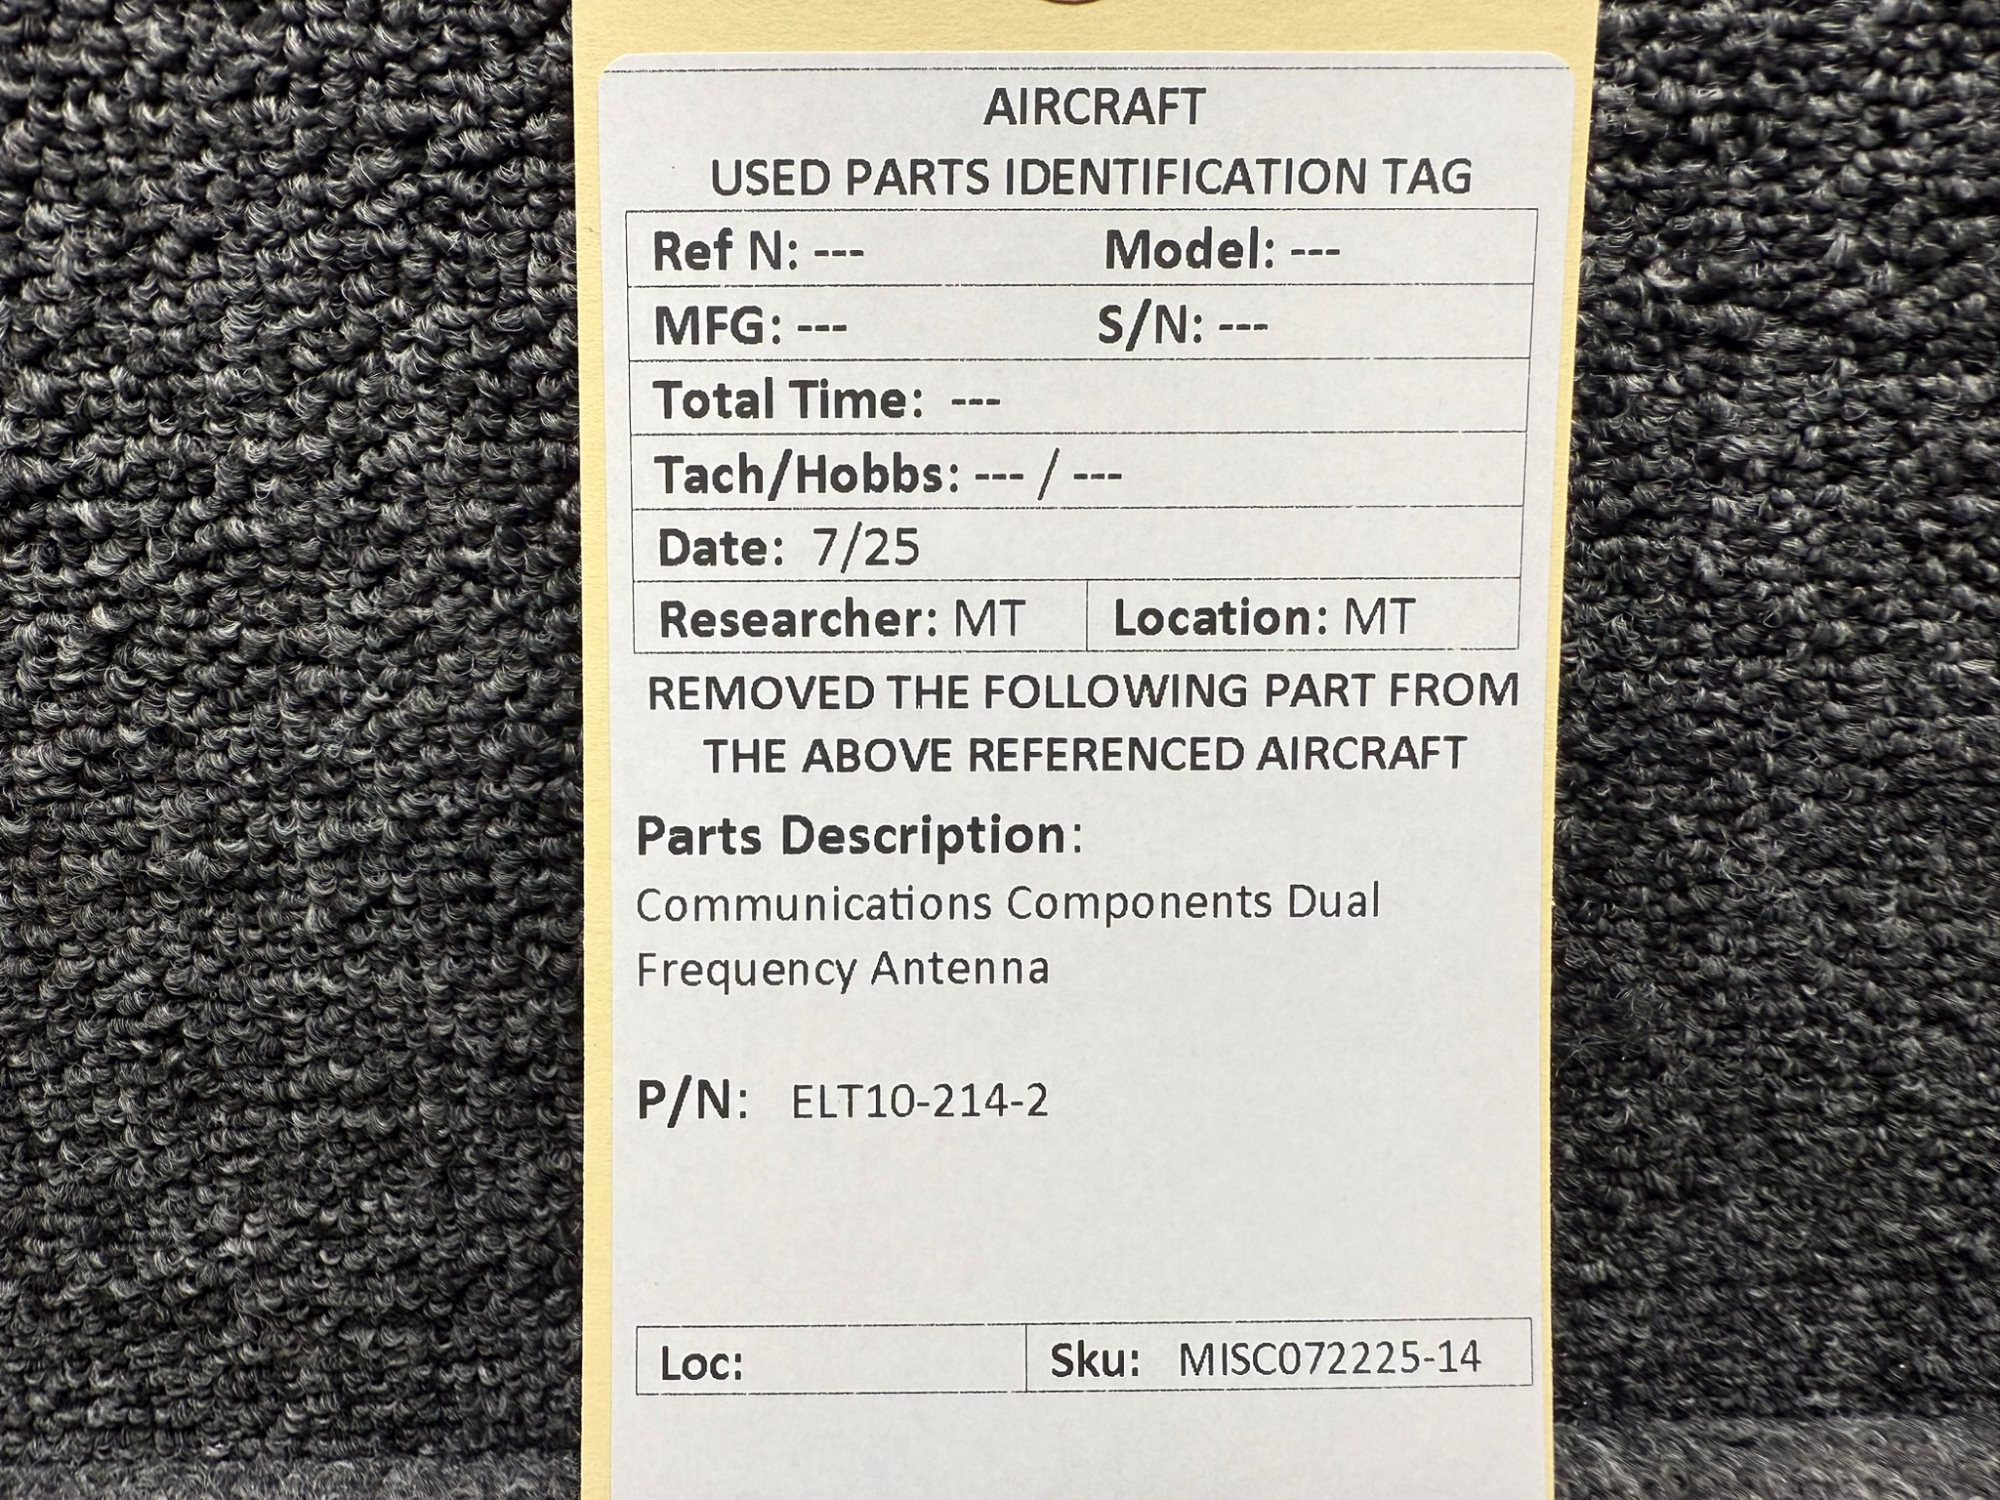 AIRCRAFT
USED PARTS IDENTIFICATION TAG
Ref N: --- Model: ---
MFG: --- S/N: ---
Total Time: ---
Tach/Hobbs: --- / ---
Date: 7/25
Researcher: MT Location: MT
REMOVED THE FOLLOWING PART FROM
THE ABOVE REFERENCED AIRCRAFT
Parts Description:
Communications Components Dual
Frequency Antenna
P/N: ELT10-214-2
Loc: Sku: MISC072225-14